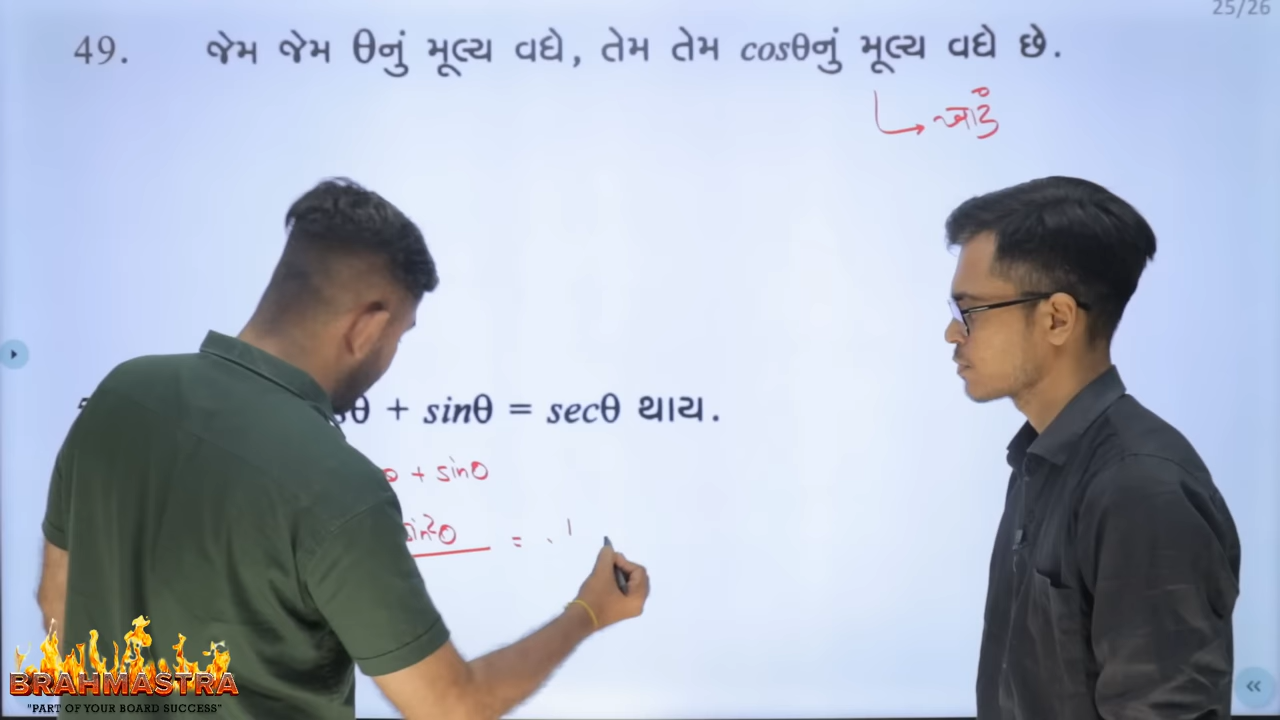 25/26
49. જેમ જેમ θનું મૂલ્ય વધે, તેમ તેમ cosθનું મૂલ્ય વધે છે.
ખોટું
θ + sinθ = secθ થાય.
θ + sinθ
sin²θ = 1
BRAHMASTRA
"PART OF YOUR BOARD SUCCESS"